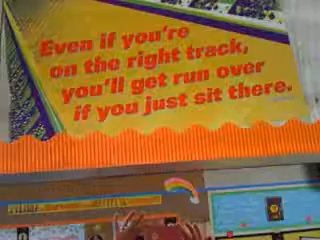 Even if you're
on the right track,
you'll get run over
if you just sit there.